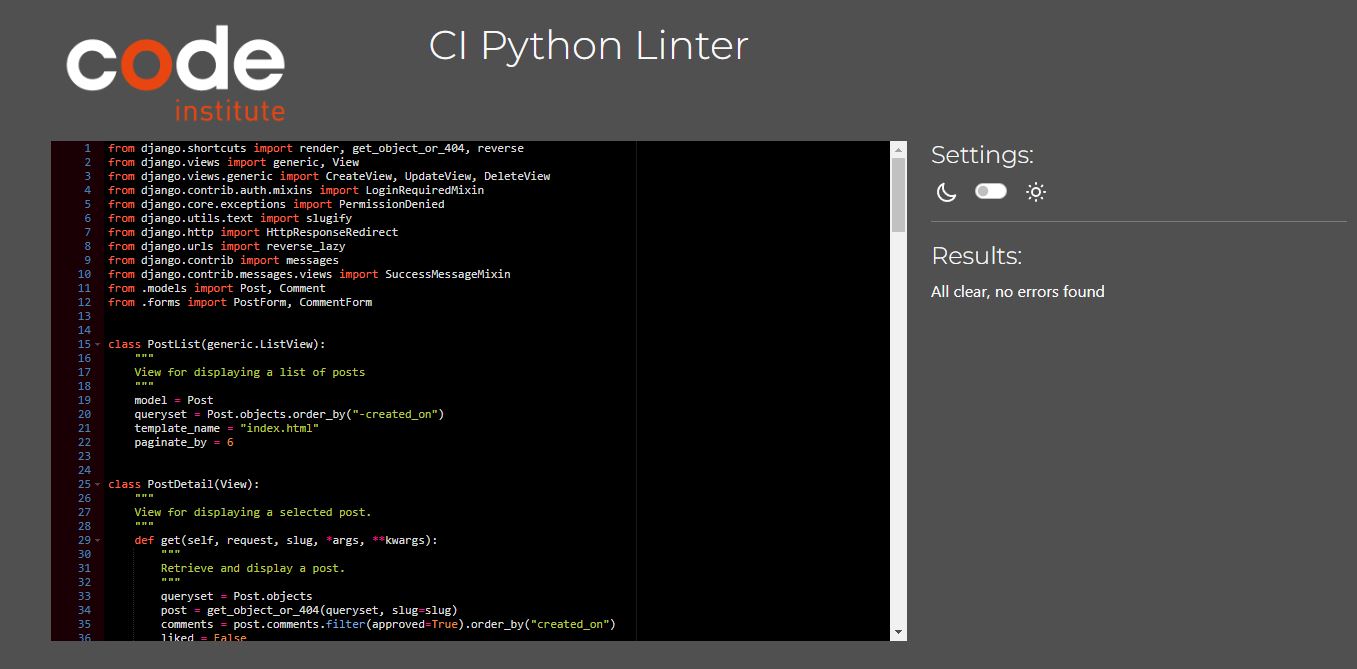 code
institute
CI Python Linter
1 from django.shortcuts import render, get_object_or_404, reverse
2 from django.views import generic, View
3 from django.views.generic import CreateView, UpdateView, DeleteView
4 from django.contrib.auth.mixins import LoginRequiredMixin
5 from django.core.exceptions import PermissionDenied
6 from django.utils.text import slugify
7 from django.http import HttpResponseRedirect
8 from django.urls import reverse_lazy
9 from django.contrib import messages
10 from django.contrib.messages.views import SuccessMessageMixin
11 from .models import Post, Comment
12 from .forms import PostForm, CommentForm
13
14
15 class PostList(generic.ListView):
16     """
17     View for displaying a list of posts
18     """
19     model = Post
20     queryset = Post.objects.order_by("-created_on")
21     template_name = "index.html"
22     paginate_by = 6
23
24
25 class PostDetail(View):
26     """
27     View for displaying a selected post.
28     """
29     def get(self, request, slug, *args, **kwargs):
30         """
31         Retrieve and display a post.
32         """
33         queryset = Post.objects
34         post = get_object_or_404(queryset, slug=slug)
35         comments = post.comments.filter(approved=True).order_by("created_on")
36         liked = False
Settings:
Results:
All clear, no errors found